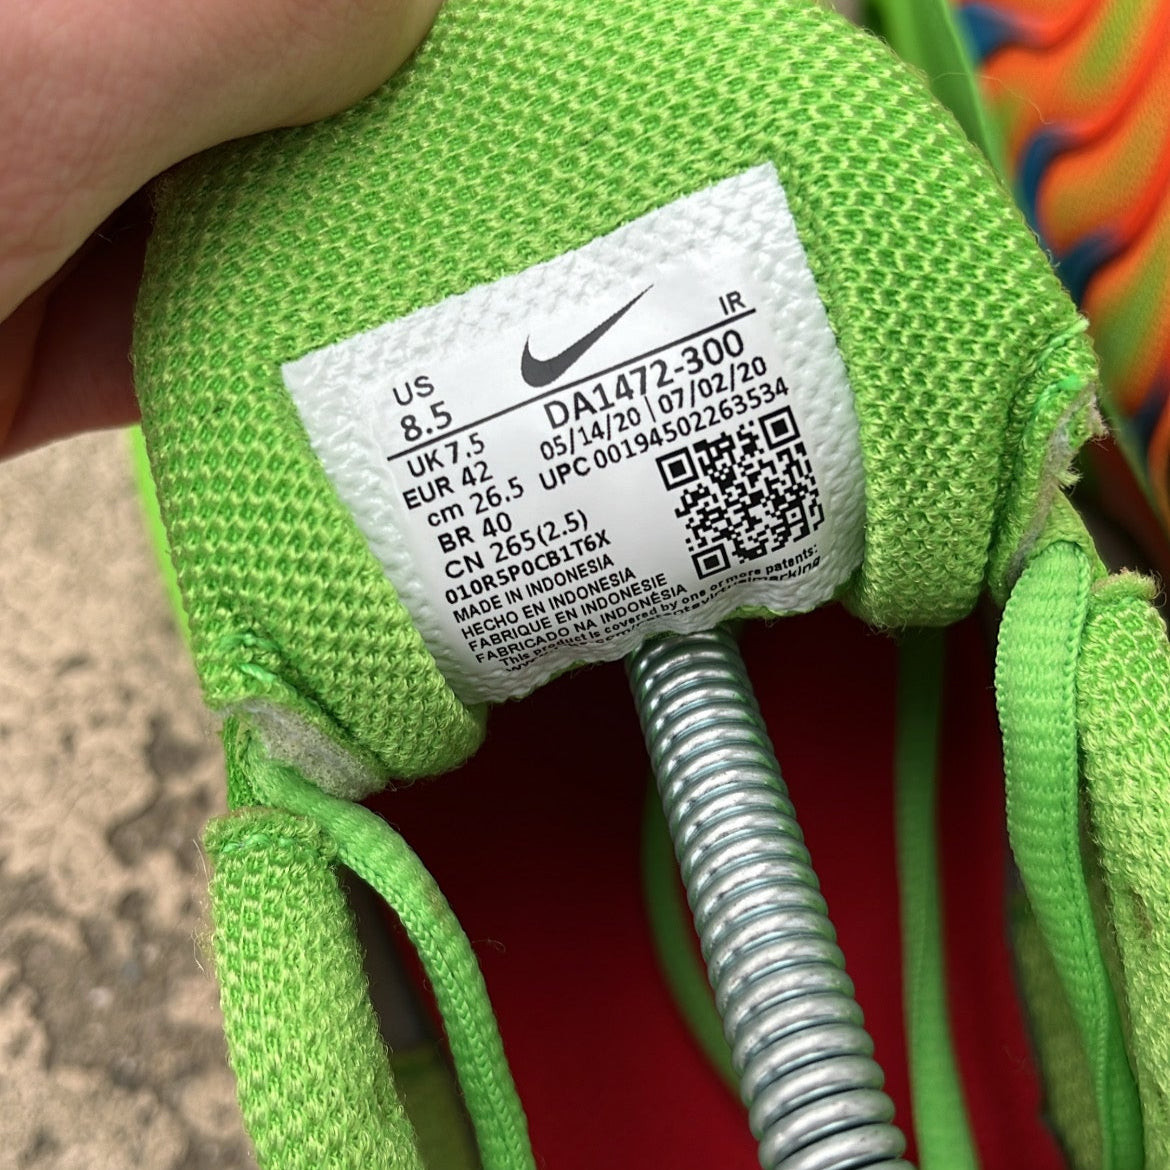 US
8.5
IR
DA1472-300
UK 7.5
05/14/20 | 07/02/20
EUR 42
UPC 00194502263534
cm 26.5
BR 40
CN 265(2.5)
010R5P0CB1T6X
MADE IN INDONESIA
HECHO EN INDONESIA
FABRIQUE EN INDONESIE
FABRICADO NA INDONÉSIA
This product is covered by one or more patents: